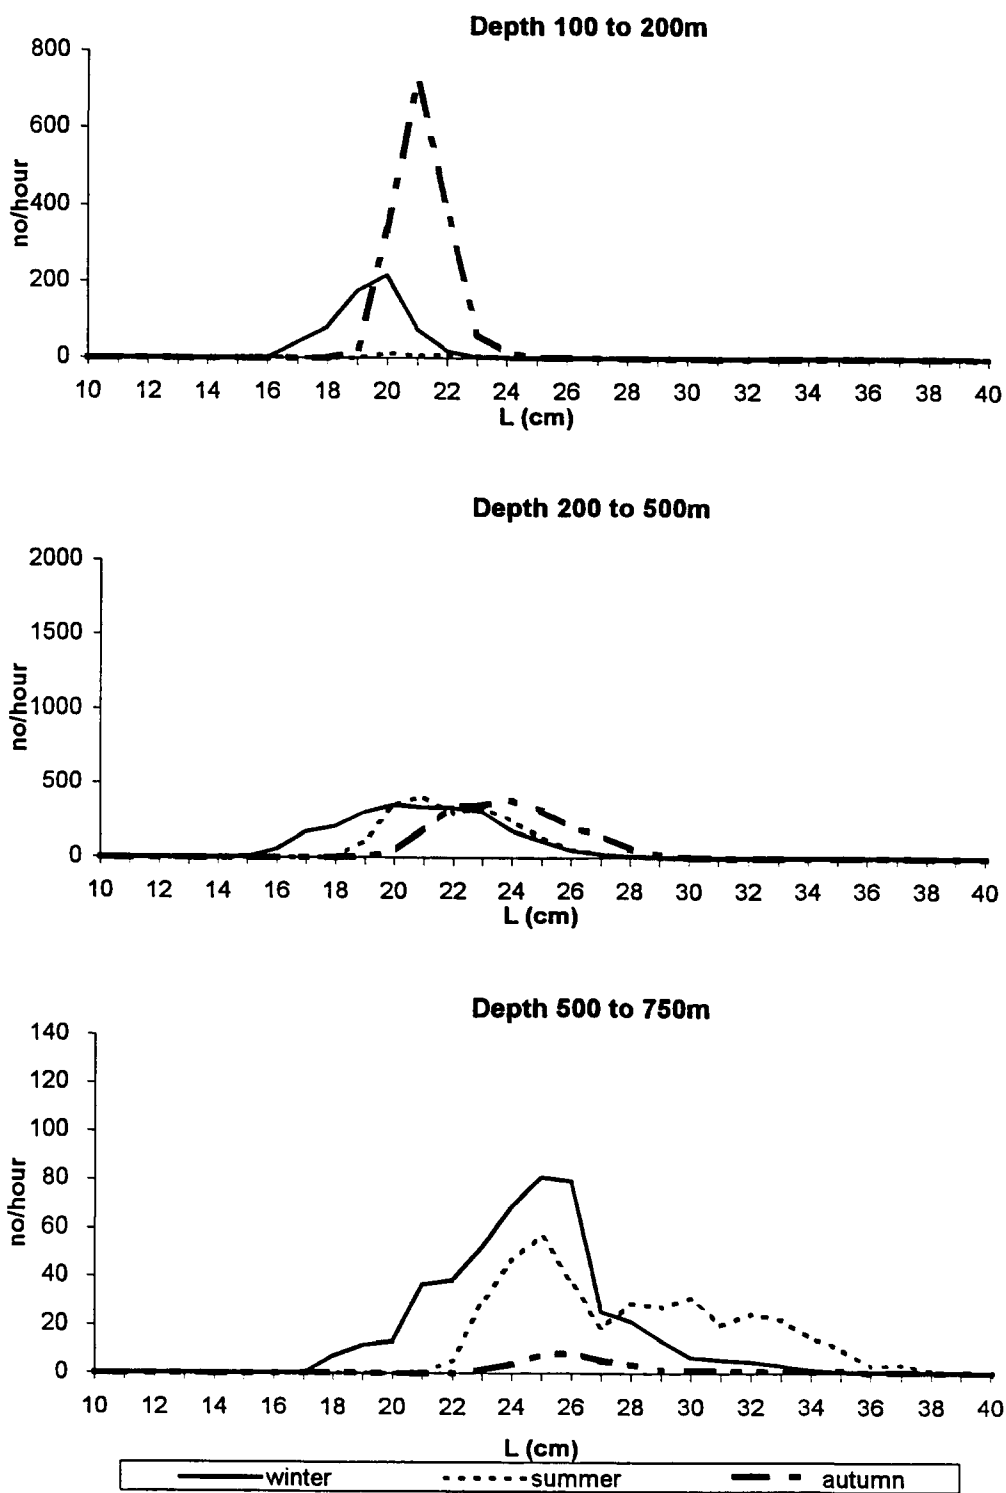 Depth 100 to 200m
800
600
400
200
0
no/hour
10 12 14 16 18 20 22 24 26 28 30 32 34 36 38 40
L (cm)
Depth 200 to 500m
2000
1500
1000
500
0
no/hour
10 12 14 16 18 20 22 24 26 28 30 32 34 36 38 40
L (cm)
Depth 500 to 750m
140
120
100
80
60
40
20
0
no/hour
10 12 14 16 18 20 22 24 26 28 30 32 34 36 38 40
L (cm)
winter summer autumn